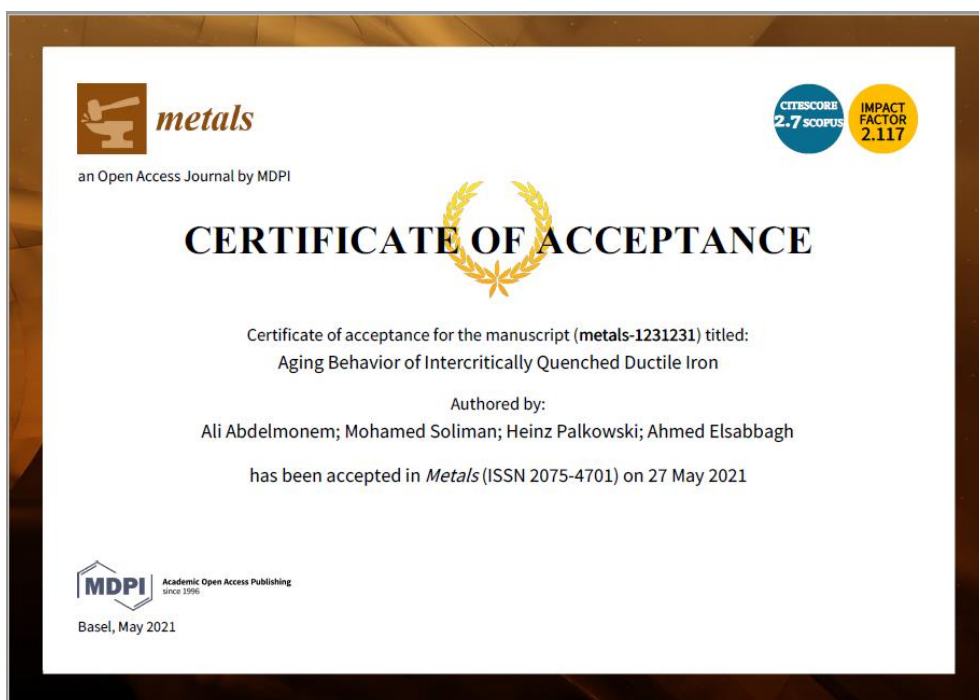 metals
CITESCORE
2.7 SCOPUS
IMPACT
FACTOR
2.117
an Open Access Journal by MDPI
CERTIFICATE OF ACCEPTANCE
Certificate of acceptance for the manuscript (metals-1231231) titled:
Aging Behavior of Intercritically Quenched Ductile Iron
Authored by:
Ali Abdelmonem; Mohamed Soliman; Heinz Palkowski; Ahmed Elsabbagh
has been accepted in Metals (ISSN 2075-4701) on 27 May 2021
MDPI
Academic Open Access Publishing
since 1996
Basel, May 2021